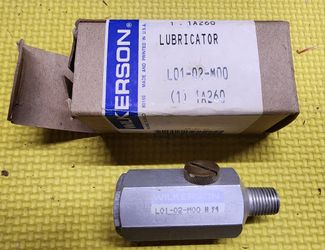 1 . 1A260
LUBRICATOR
L01-02-M00
(1) 1A260
KERSON
MADE AND PRINTED IN U.S.A.
L01-02-M00